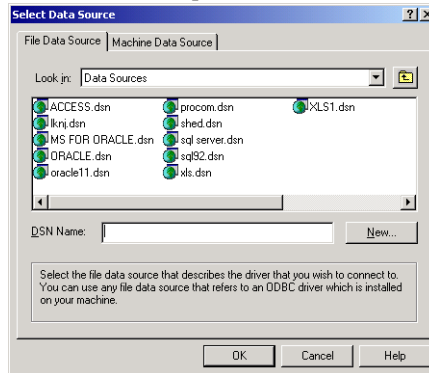 Select Data Source
File Data Source Machine Data Source
Look in: Data Sources
ACCESS.dsn procom.dsn XLS1.dsn
lknj.dsn shed.dsn
MS FOR ORACLE.dsn sql server.dsn
ORACLE.dsn sql92.dsn
oracle11.dsn xls.dsn
DSN Name: New...
Select the file data source that describes the driver that you wish to connect to.
You can use any file data source that refers to an ODBC driver which is installed
on your machine.
OK Cancel Help